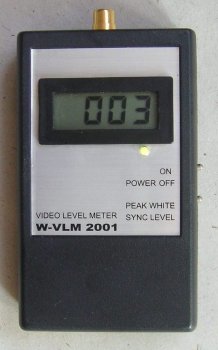 003
ON
POWER OFF
PEAK WHITE
VIDEO LEVEL METER SYNC LEVEL
W-VLM 2001